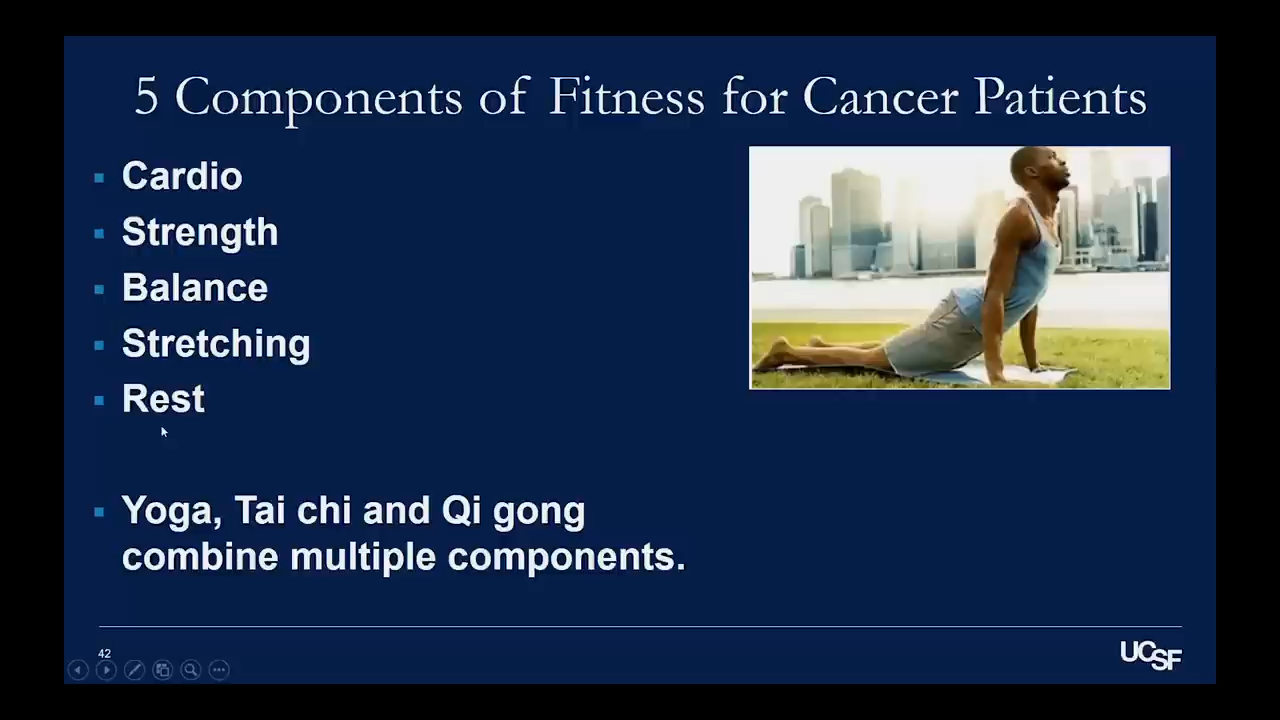 5 Components of Fitness for Cancer Patients
Cardio
Strength
Balance
Stretching
Rest
Yoga, Tai chi and Qi gong
combine multiple components.
42
UCSF